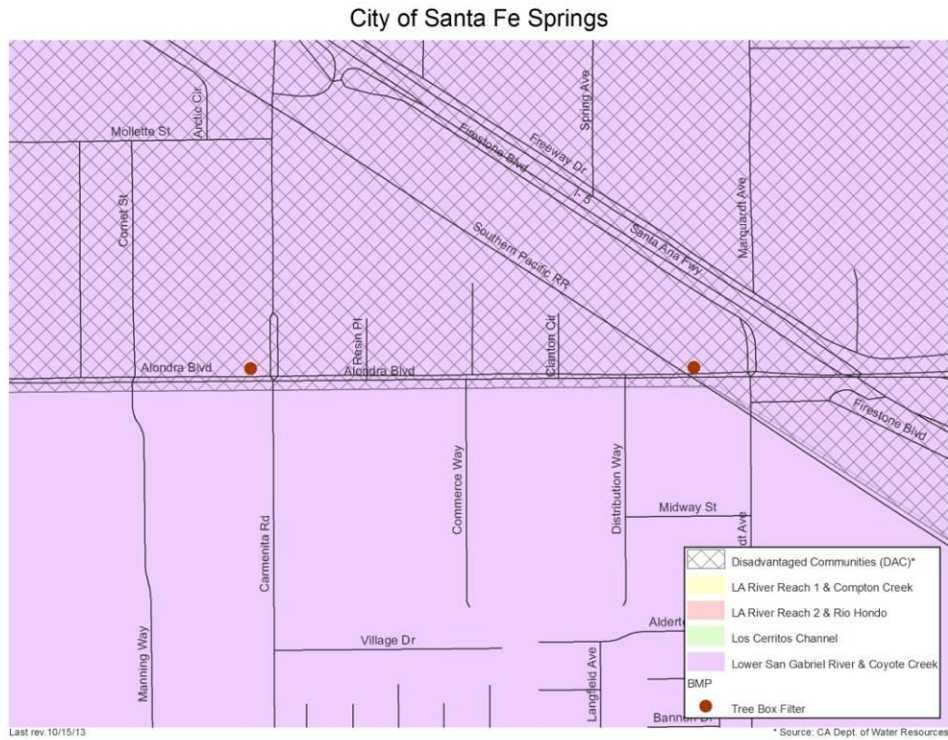 City of Santa Fe Springs
Arctic Cir
Spring Ave
Mollette St
Firestone Blvd
Freeway Dr
I- 5
Marquardt Ave
Comet St
Santa Ana Fwy
Southern Pacific RR
Resin Pl
Clanton Cir
Alondra Blvd
Alondra Blvd
Firestone Blvd
Commerce Way
Distribution Way
Midway St
Carmenita Rd
dt Ave
Manning Way
Village Dr
Langfield Ave
Disadvantaged Communities (DAC)*
LA River Reach 1 & Compton Creek
LA River Reach 2 & Rio Hondo
Los Cerritos Channel
Lower San Gabriel River & Coyote Creek
BMP
Tree Box Filter
Last rev.10/15/13
* Source: CA Dept. of Water Resources